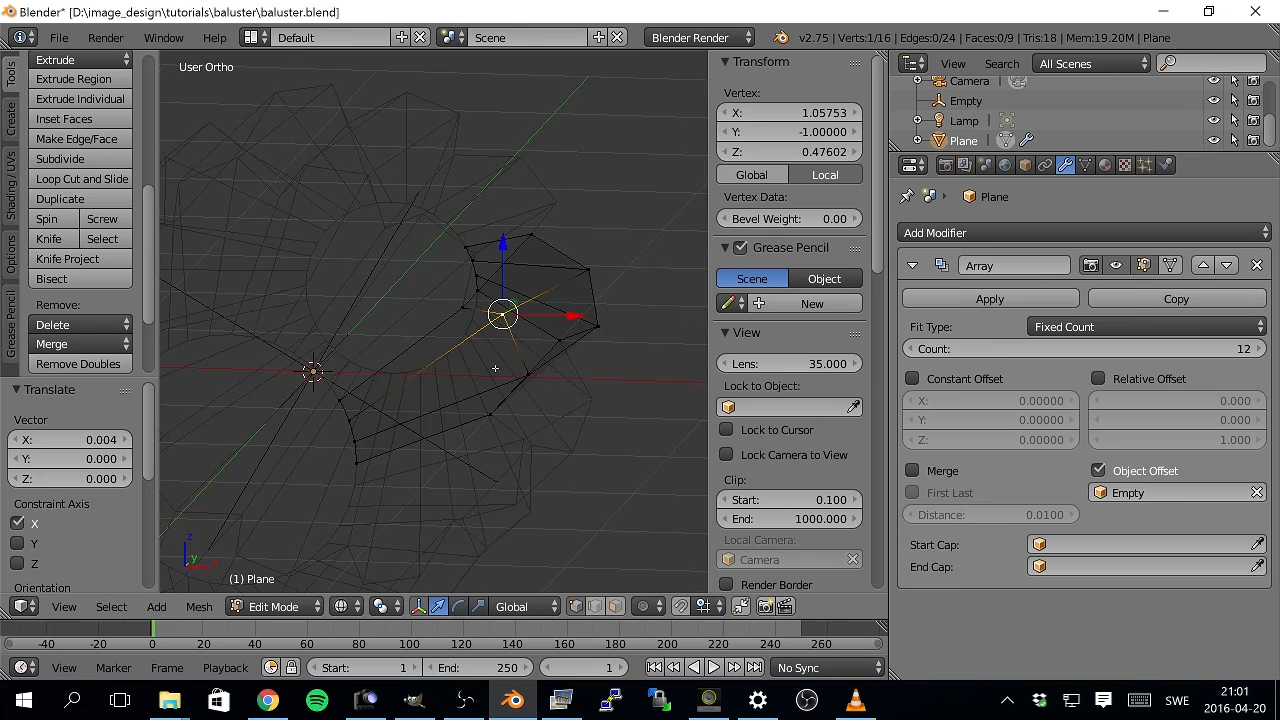 Blender* [D:\image_design\tutorials\baluster\baluster.blend]
File Render Window Help Default Scene Blender Render v2.75 | Verts:1/16 | Edges:0/24 | Faces:0/9 | Tris:18 | Mem:19.20M | Plane
Tools
Create
Shading / UVs
Options
Grease Pencil
Extrude
Extrude Region
Extrude Individual
Inset Faces
Make Edge/Face
Subdivide
Loop Cut and Slide
Duplicate
Spin Screw
Knife Select
Knife Project
Bisect
Remove:
Delete
Merge
Remove Doubles
Translate
Vector
X: 0.004
Y: 0.000
Z: 0.000
Constraint Axis
X
Y
Z
Orientation
User Ortho
z
y
x
(1) Plane
Transform
Vertex:
X: 1.05753
Y: -1.00000
Z: 0.47602
Global Local
Vertex Data:
Bevel Weight: 0.00
Grease Pencil
Scene Object
New
View
Lens: 35.000
Lock to Object:
Lock to Cursor
Lock Camera to View
Clip:
Start: 0.100
End: 1000.000
Local Camera:
Camera
Render Border
View Search All Scenes
Camera
Empty
Lamp
Plane
Plane
Add Modifier
Array
Apply Copy
Fit Type: Fixed Count
Count: 12
Constant Offset Relative Offset
X: 0.00000 0.000
Y: 0.00000 0.000
Z: 0.00000 1.000
Merge Object Offset
First Last Empty
Distance: 0.0100
Start Cap:
End Cap:
View Select Add Mesh Edit Mode Global
-40 -20 0 20 40 60 80 100 120 140 160 180 200 220 240 260
View Marker Frame Playback Start: 1 End: 250 1 No Sync
SWE
21:01
2016-04-20